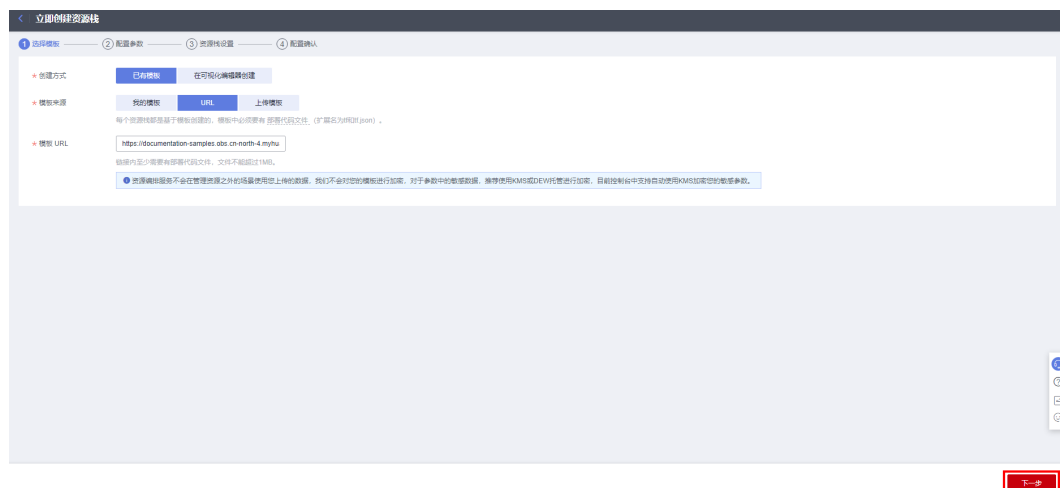 立即创建资源栈
1 选择模板
2 配置参数
3 资源栈设置
4 配置确认
* 创建方式
已有模板
在可视化编辑器创建
* 模板来源
我的模板
URL
上传模板
每个资源栈都是基于模板创建的，模板中必须要有 部署代码文件（扩展名为tf和tf.json）。
* 模板 URL
https://documentation-samples.obs.cn-north-4.myhu
链接内至少需要有部署代码文件，文件不能超过1MB。
资源编排服务不会在管理资源之外的场景使用您上传的数据，我们不会对您的模板进行加密，对于参数中的敏感数据，推荐使用KMS或DEW托管进行加密，目前控制台中支持自动使用KMS加密您的敏感参数。
下一步